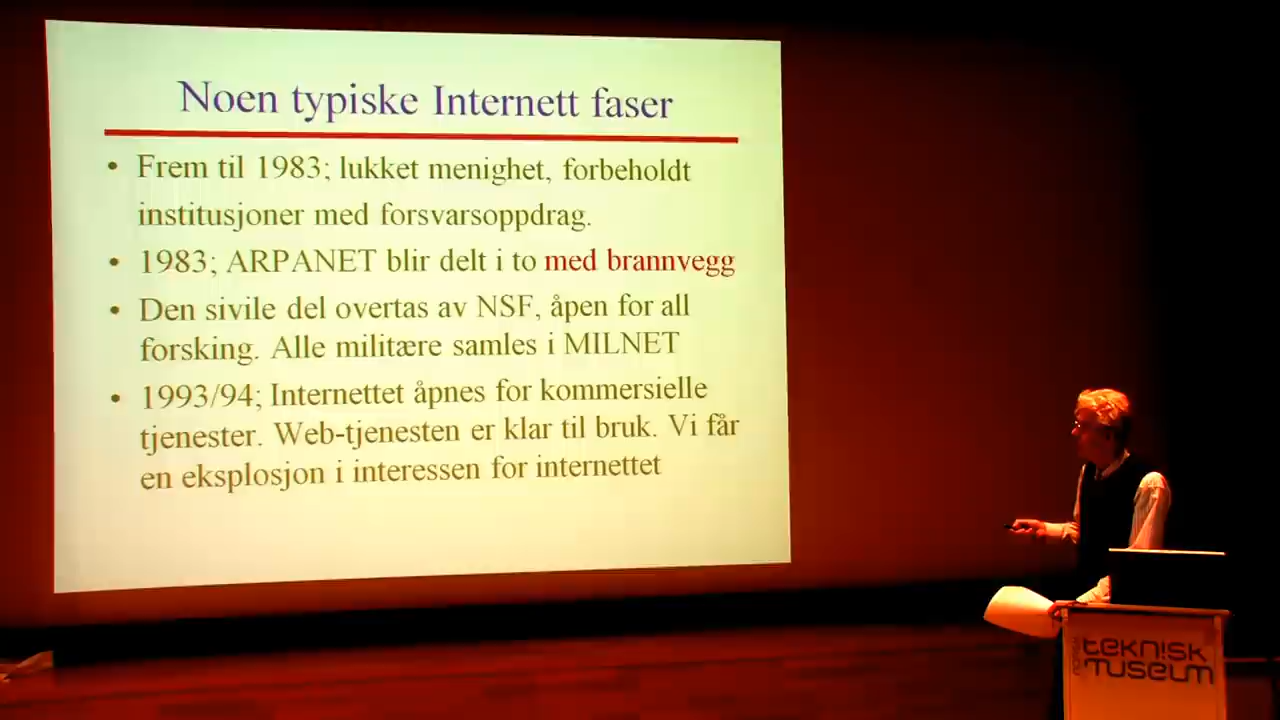 Noen typiske Internett faser
• Frem til 1983; lukket menighet, forbeholdt
institusjoner med forsvarsoppdrag.
• 1983; ARPANET blir delt i to med brannvegg
• Den sivile del overtas av NSF, åpen for all
forsking. Alle militære samles i MILNET
• 1993/94; Internettet åpnes for kommersielle
tjenester. Web-tjenesten er klar til bruk. Vi får
en eksplosjon i interessen for internettet
teknisk
museum